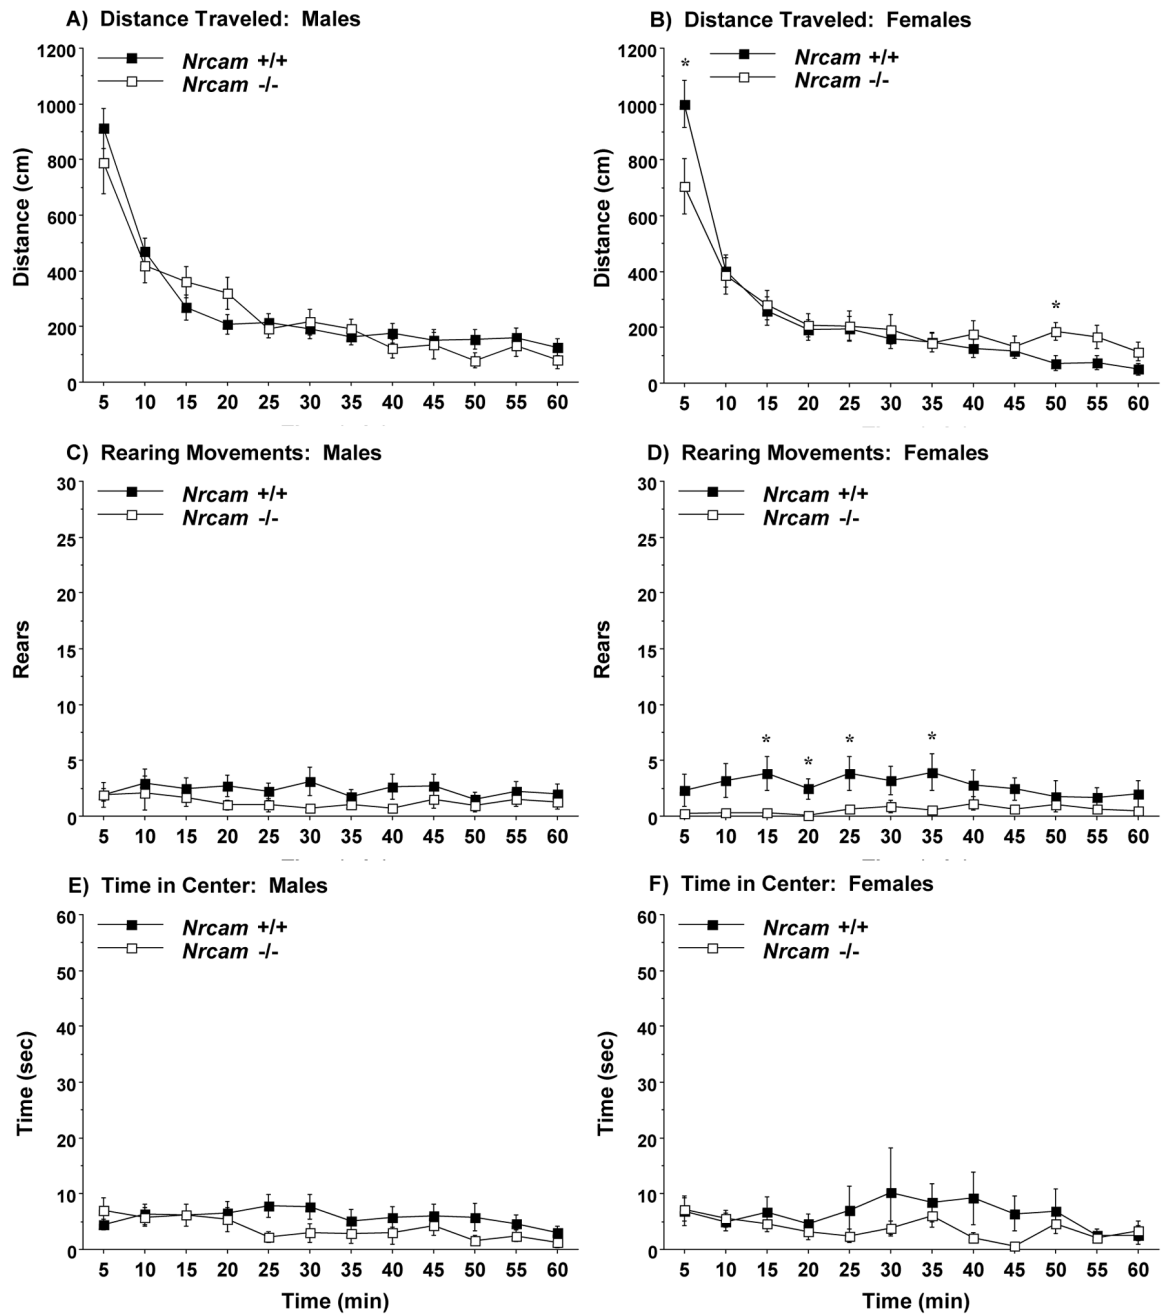 A) Distance Traveled: Males
1200
1000
800
600
400
200
0
Distance (cm)
Nrcam +/+
Nrcam -/-
5 10 15 20 25 30 35 40 45 50 55 60
B) Distance Traveled: Females
1200
1000
800
600
400
200
0
Distance (cm)
Nrcam +/+
Nrcam -/-
*
*
5 10 15 20 25 30 35 40 45 50 55 60
C) Rearing Movements: Males
30
25
20
15
10
5
0
Rears
Nrcam +/+
Nrcam -/-
5 10 15 20 25 30 35 40 45 50 55 60
D) Rearing Movements: Females
30
25
20
15
10
5
0
Rears
Nrcam +/+
Nrcam -/-
* * * *
5 10 15 20 25 30 35 40 45 50 55 60
E) Time in Center: Males
60
50
40
30
20
10
0
Time (sec)
Nrcam +/+
Nrcam -/-
5 10 15 20 25 30 35 40 45 50 55 60
Time (min)
F) Time in Center: Females
60
50
40
30
20
10
0
Time (sec)
Nrcam +/+
Nrcam -/-
5 10 15 20 25 30 35 40 45 50 55 60
Time (min)